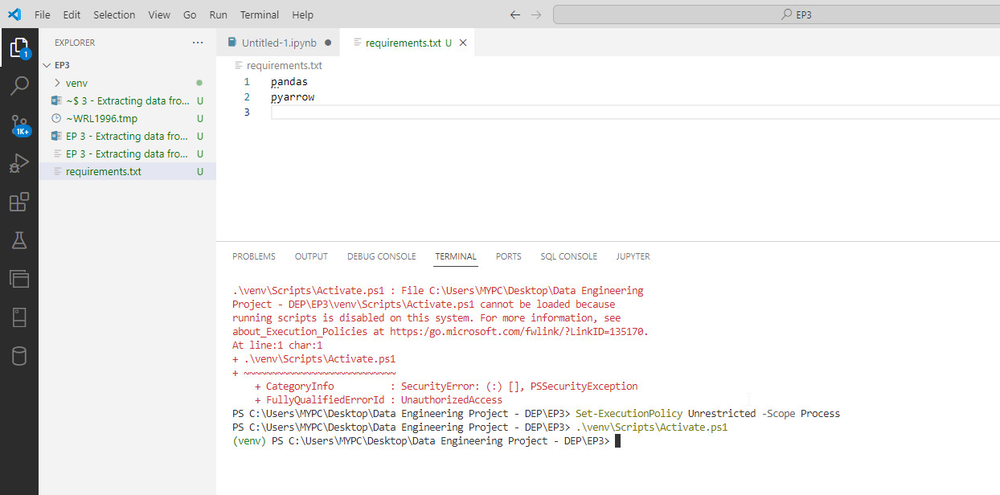 File Edit Selection View Go Run Terminal Help
EP3
EXPLORER
Untitled-1.ipynb
requirements.txt U
1
EP3
requirements.txt
venv
1 pandas
~$ 3 - Extracting data fro... U
2 pyarrow
~WRL1996.tmp U
3
1K+
EP 3 - Extracting data fro... U
EP 3 - Extracting data fro... U
requirements.txt U
PROBLEMS OUTPUT DEBUG CONSOLE TERMINAL PORTS SQL CONSOLE JUPYTER
.\venv\Scripts\Activate.ps1 : File C:\Users\MYPC\Desktop\Data Engineering
Project - DEP\EP3\venv\Scripts\Activate.ps1 cannot be loaded because
running scripts is disabled on this system. For more information, see
about_Execution_Policies at https:/go.microsoft.com/fwlink/?LinkID=135170.
At line:1 char:1
+ .\venv\Scripts\Activate.ps1
+ ~~~~~~~~~~~~~~~~~~~~~~~~~~~
+ CategoryInfo : SecurityError: (:) [], PSSecurityException
+ FullyQualifiedErrorId : UnauthorizedAccess
PS C:\Users\MYPC\Desktop\Data Engineering Project - DEP\EP3> Set-ExecutionPolicy Unrestricted -Scope Process
PS C:\Users\MYPC\Desktop\Data Engineering Project - DEP\EP3> .\venv\Scripts\Activate.ps1
(venv) PS C:\Users\MYPC\Desktop\Data Engineering Project - DEP\EP3>